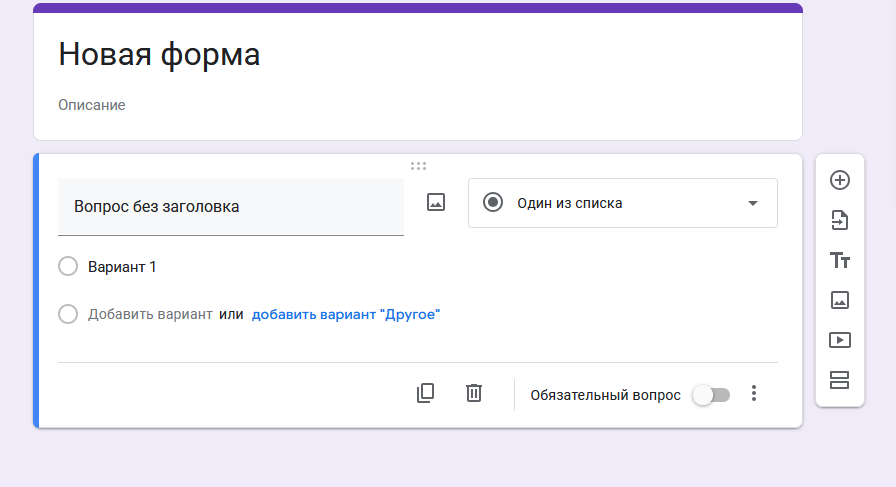 Новая форма
Описание
Вопрос без заголовка
Один из списка
Вариант 1
Добавить вариант или добавить вариант "Другое"
Обязательный вопрос